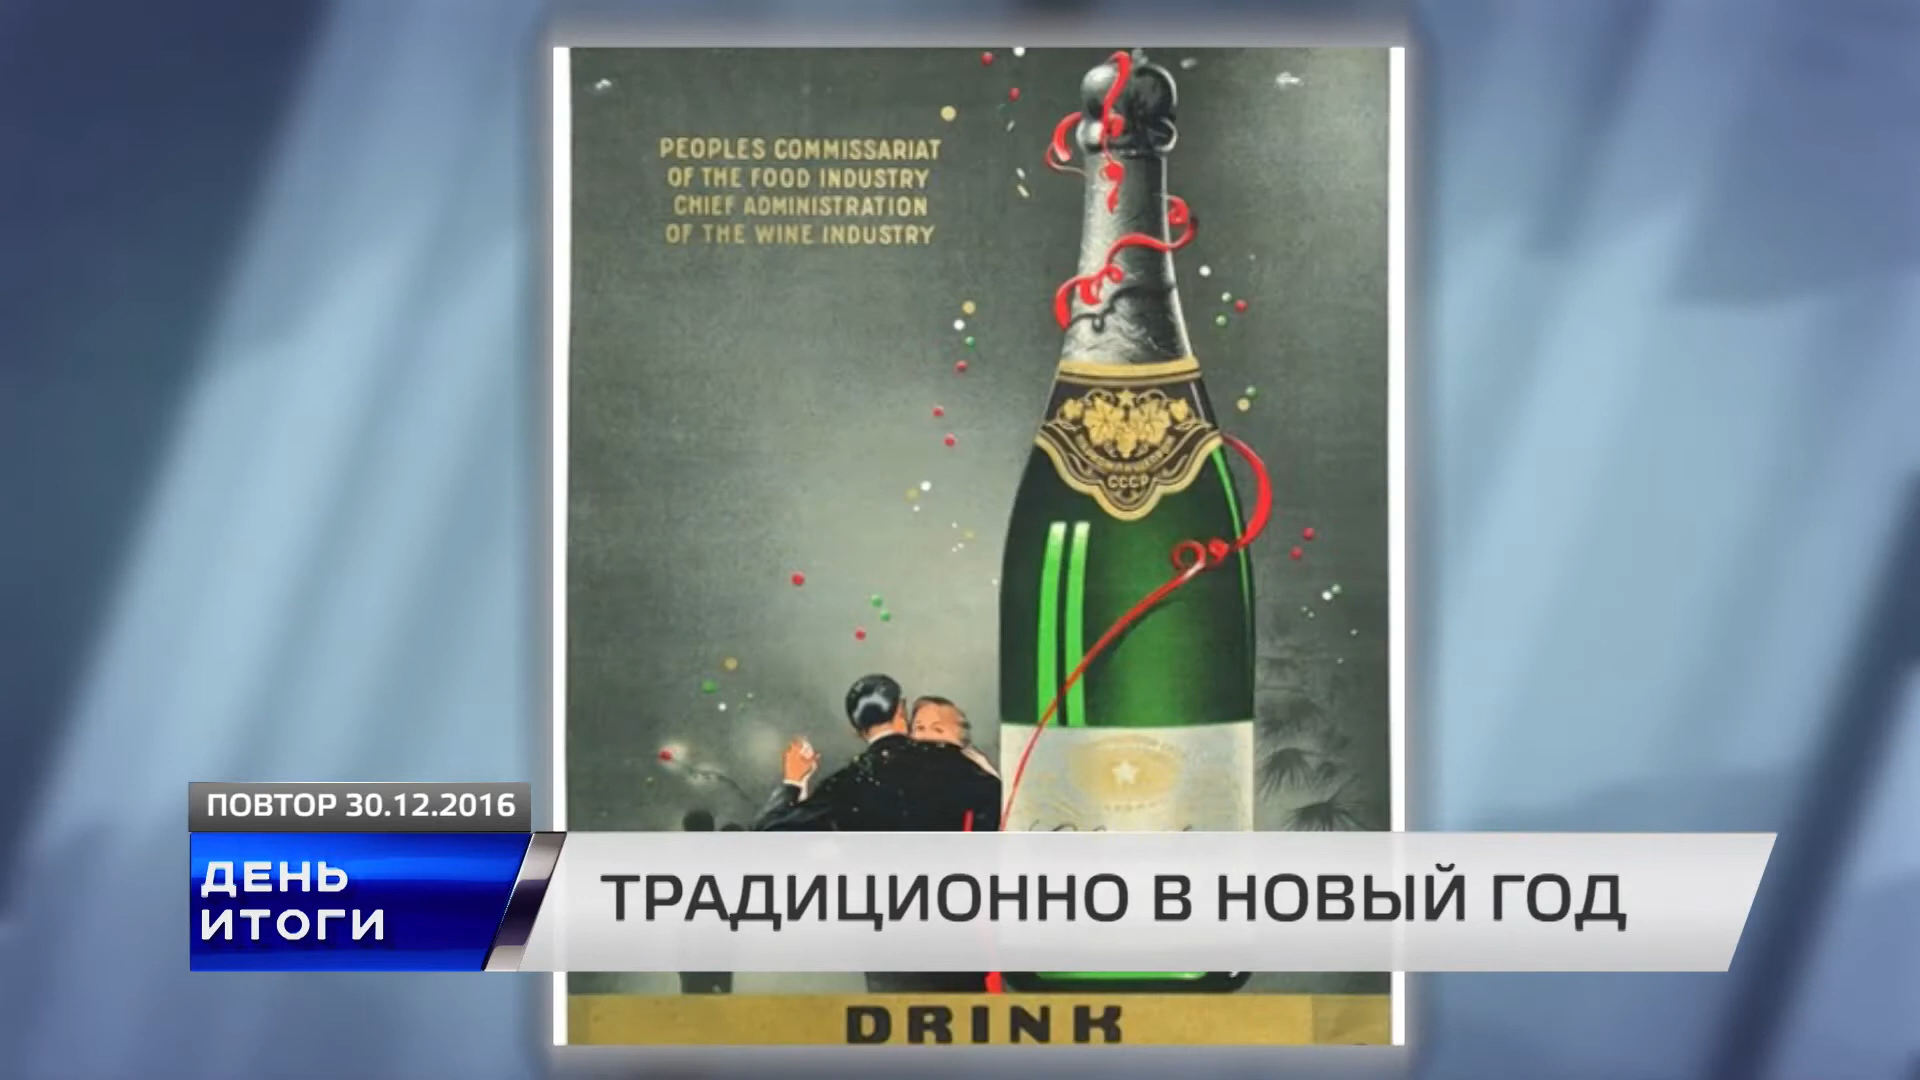 PEOPLES COMMISSARIAT
OF THE FOOD INDUSTRY
CHIEF ADMINISTRATION
OF THE WINE INDUSTRY
СССР
ПОВТОР 30.12.2016
ДЕНЬ
ИТОГИ
ТРАДИЦИОННО В НОВЫЙ ГОД
DRINK